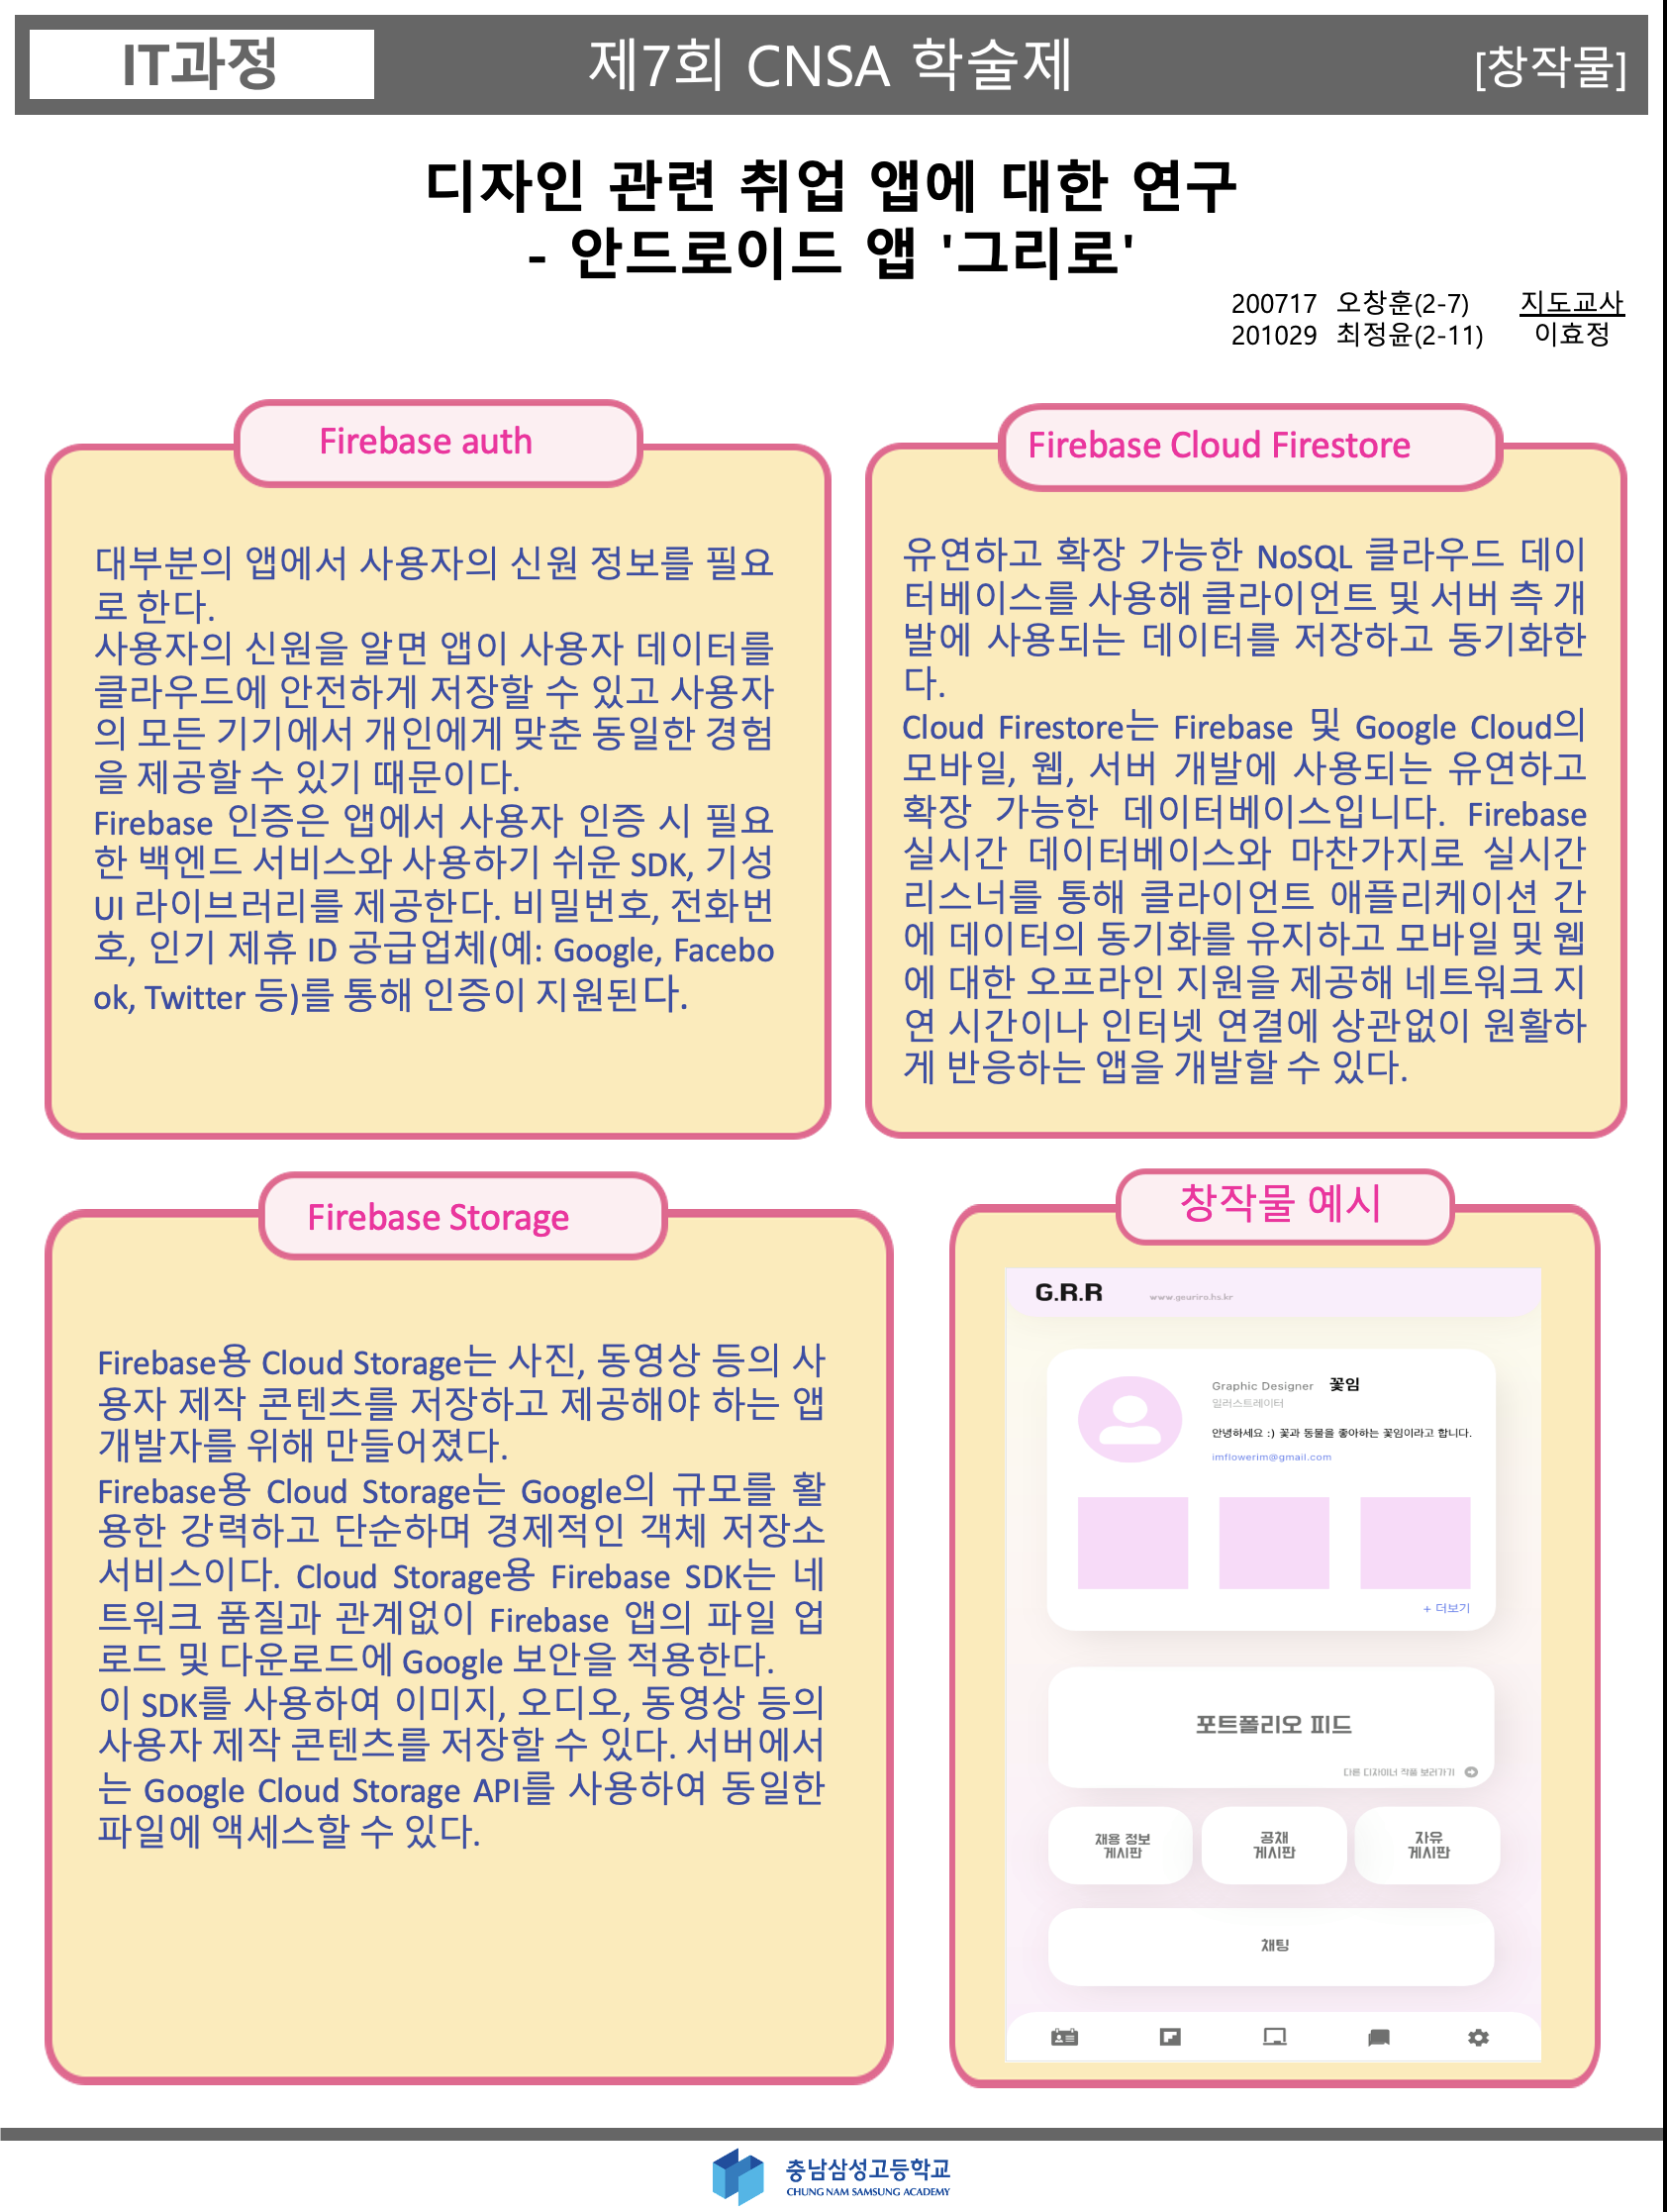 IT과정
제7회 CNSA 학술제
[창작물]
디자인 관련 취업 앱에 대한 연구
- 안드로이드 앱 '그리로'
200717 오창훈(2-7) 지도교사
201029 최정윤(2-11) 이효정
Firebase auth
대부분의 앱에서 사용자의 신원 정보를 필요
로 한다.
사용자의 신원을 알면 앱이 사용자 데이터를
클라우드에 안전하게 저장할 수 있고 사용자
의 모든 기기에서 개인에게 맞춘 동일한 경험
을 제공할 수 있기 때문이다.
Firebase 인증은 앱에서 사용자 인증 시 필요
한 백엔드 서비스와 사용하기 쉬운 SDK, 기성
UI 라이브러리를 제공한다. 비밀번호, 전화번
호, 인기 제휴 ID 공급업체(예: Google, Facebo
ok, Twitter 등)를 통해 인증이 지원된다.
Firebase Cloud Firestore
유연하고 확장 가능한 NoSQL 클라우드 데이
터베이스를 사용해 클라이언트 및 서버 측 개
발에 사용되는 데이터를 저장하고 동기화한
다.
Cloud Firestore는 Firebase 및 Google Cloud의
모바일, 웹, 서버 개발에 사용되는 유연하고
확장 가능한 데이터베이스입니다. Firebase
실시간 데이터베이스와 마찬가지로 실시간
리스너를 통해 클라이언트 애플리케이션 간
에 데이터의 동기화를 유지하고 모바일 및 웹
에 대한 오프라인 지원을 제공해 네트워크 지
연 시간이나 인터넷 연결에 상관없이 원활하
게 반응하는 앱을 개발할 수 있다.
Firebase Storage
Firebase용 Cloud Storage는 사진, 동영상 등의 사
용자 제작 콘텐츠를 저장하고 제공해야 하는 앱
개발자를 위해 만들어졌다.
Firebase용 Cloud Storage는 Google의 규모를 활
용한 강력하고 단순하며 경제적인 객체 저장소
서비스이다. Cloud Storage용 Firebase SDK는 네
트워크 품질과 관계없이 Firebase 앱의 파일 업
로드 및 다운로드에 Google 보안을 적용한다.
이 SDK를 사용하여 이미지, 오디오, 동영상 등의
사용자 제작 콘텐츠를 저장할 수 있다. 서버에서
는 Google Cloud Storage API를 사용하여 동일한
파일에 액세스할 수 있다.
창작물 예시
G.R.R
www.geuriro.hs.kr
Graphic Designer 꽃임
일러스트레이터
안녕하세요 :) 꽃과 동물을 좋아하는 꽃임이라고 합니다.
imflowerim@gmail.com
+ 더보기
포트폴리오 피드
다른 디자이너 작품 보러가기
채용 정보
게시판
공채
게시판
자유
게시판
채팅
충남삼성고등학교
CHUNG NAM SAMSUNG ACADEMY